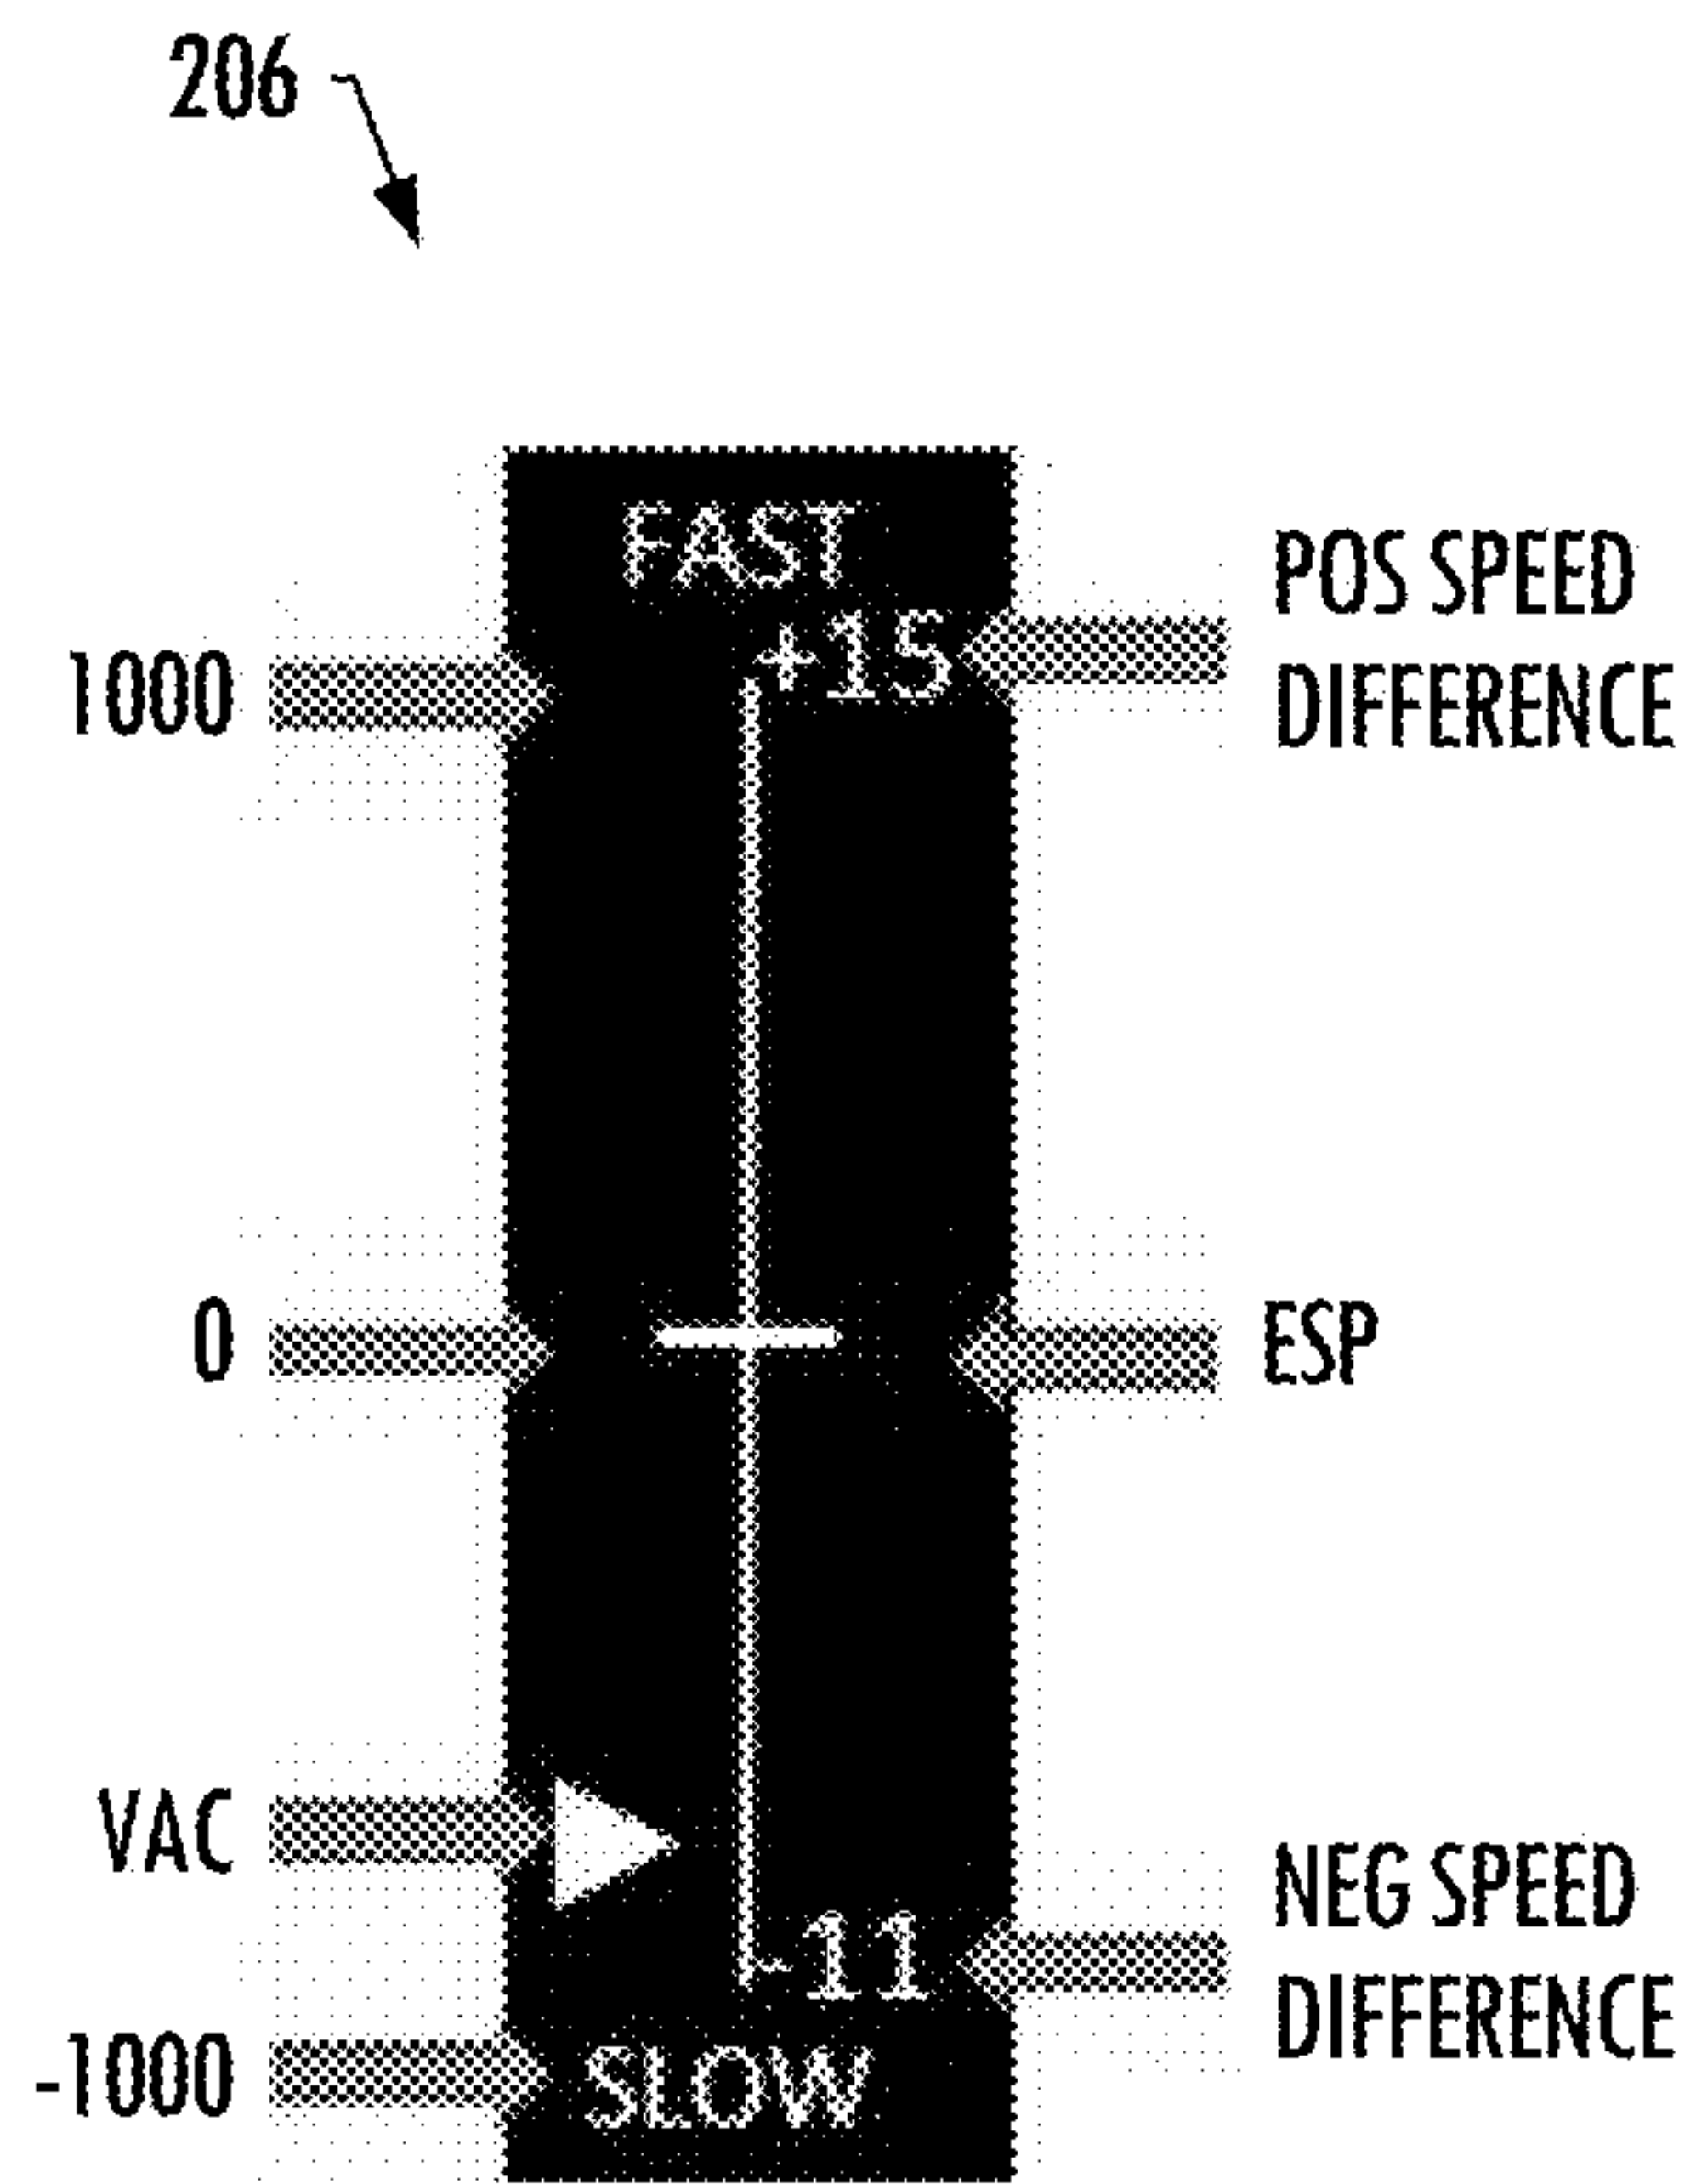 206
FAST
+15
POS SPEED
DIFFERENCE
1000
0
ESP
VAC
-11
NEG SPEED
DIFFERENCE
-1000
SLOW